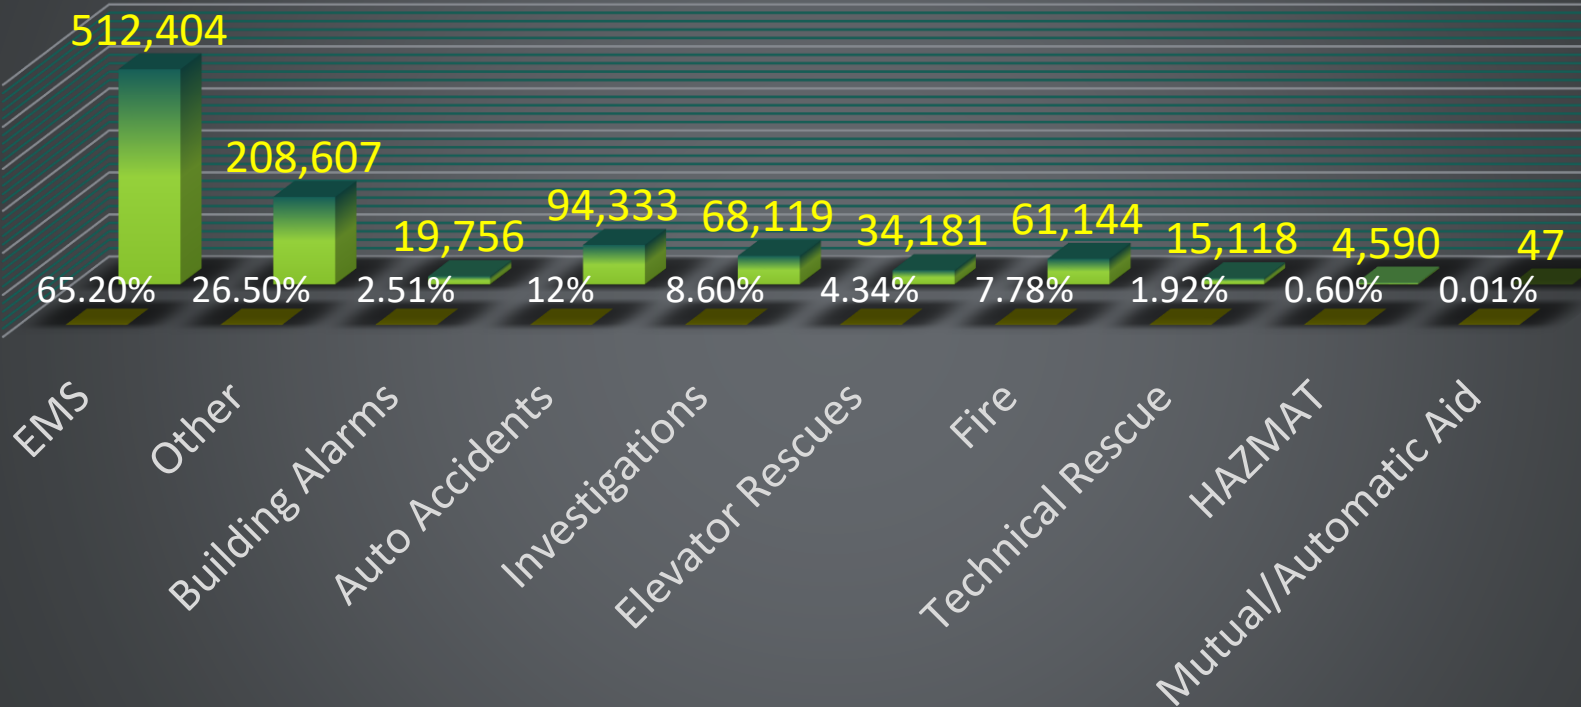 512,404
208,607
19,756
94,333
68,119
34,181
61,144
15,118
4,590
47
65.20%
26.50%
2.51%
12%
8.60%
4.34%
7.78%
1.92%
0.60%
0.01%
EMS
Other
Building Alarms
Auto Accidents
Investigations
Elevator Rescues
Fire
Technical Rescue
HAZMAT
Mutual/Automatic Aid